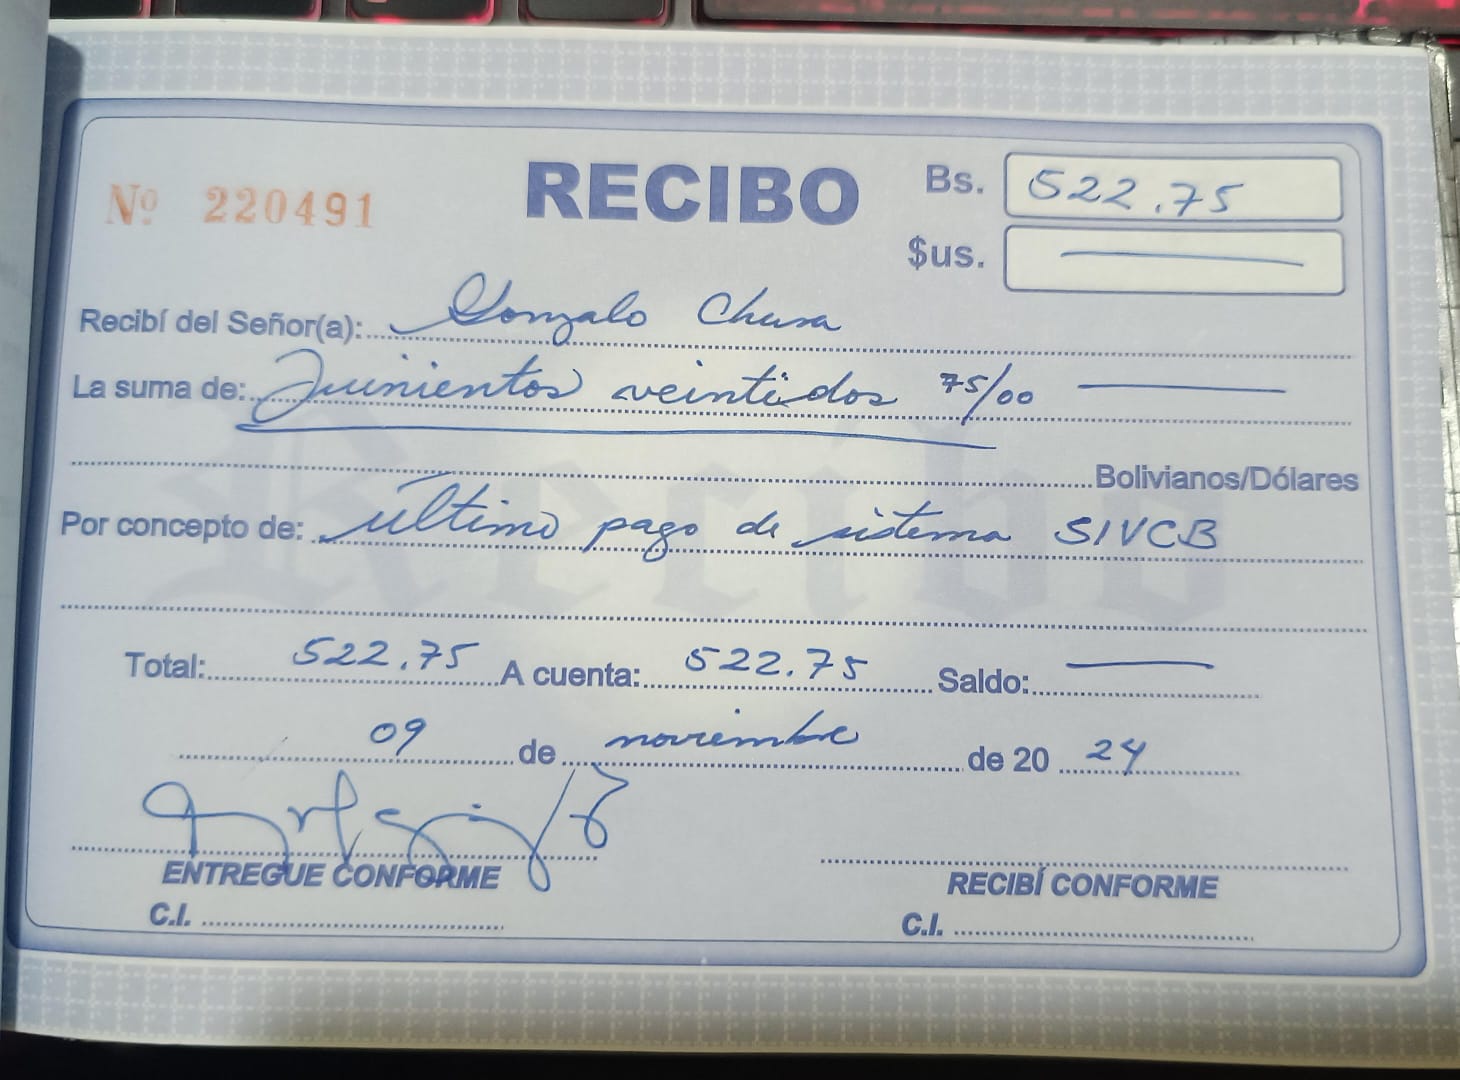 Nº 220491 RECIBO Bs. 522.75
$us.
Recibí del Señor(a): Gonzalo
La suma de: Quinientos veintidos 75/00
Bolivianos/Dólares
Por concepto de: último pago de sistema SIVCB
Total: 522.75 A cuenta: 522.75 Saldo:
09 de noviembre de 20 24
ENTREGUE CONFORME RECIBÍ CONFORME
C.I. C.I.
Recibo